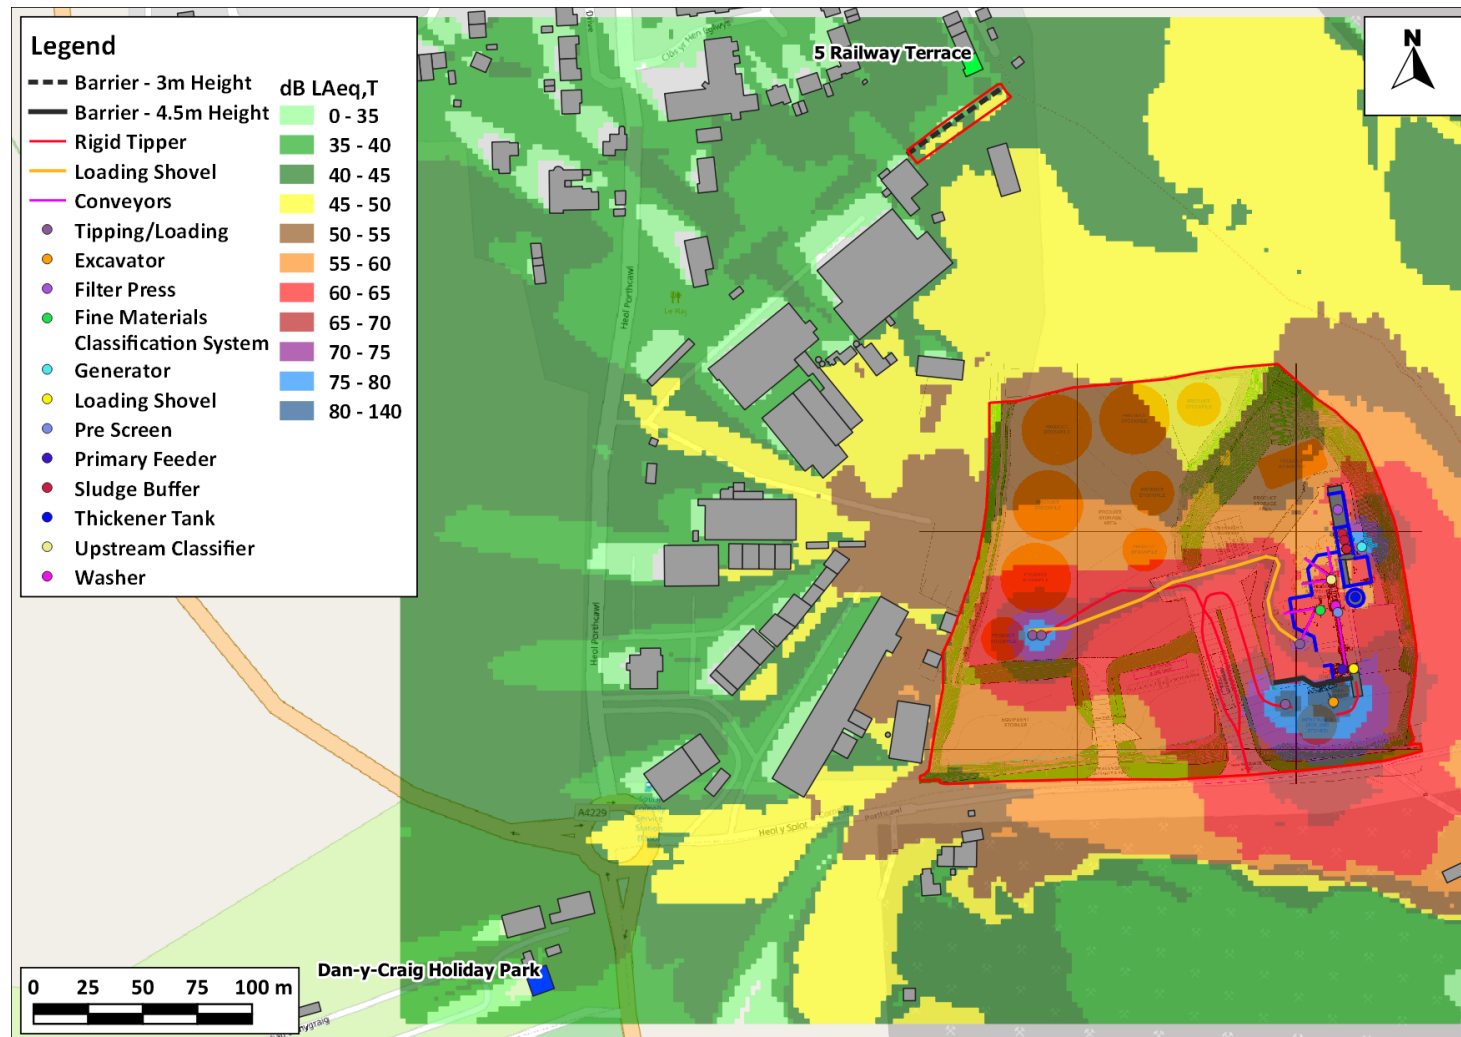 Legend
Barrier - 3m Height
Barrier - 4.5m Height
Rigid Tipper
Loading Shovel
Conveyors
Tipping/Loading
Excavator
Filter Press
Fine Materials
Classification System
Generator
Loading Shovel
Pre Screen
Primary Feeder
Sludge Buffer
Thickener Tank
Upstream Classifier
Washer
dB LAeq,T
0 - 35
35 - 40
40 - 45
45 - 50
50 - 55
55 - 60
60 - 65
65 - 70
70 - 75
75 - 80
80 - 140
5 Railway Terrace
N
Heol Porthcawl
Le Raj
Heol Porthcawl
A4229
Heol y Splot
Porthcawl
Dan-y-Craig Holiday Park
0 25 50 75 100 m